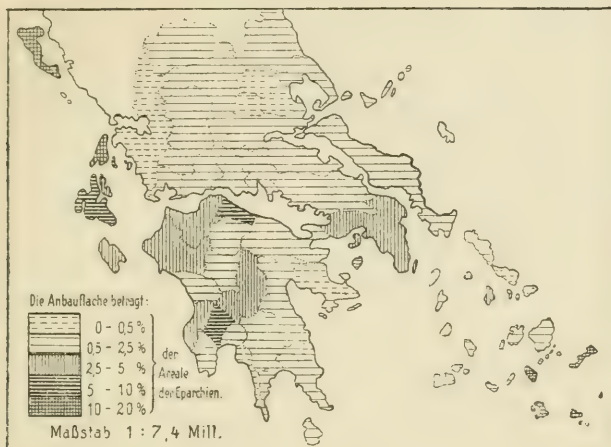 Die Anbaufläche beträgt:
0 - 0,5 %
0,5 - 2,5 %
2,5 - 5 %
5 - 10 %
10 - 20 %
der
Areale
der Eparchien.
Maßstab 1 : 7,4 Mill.